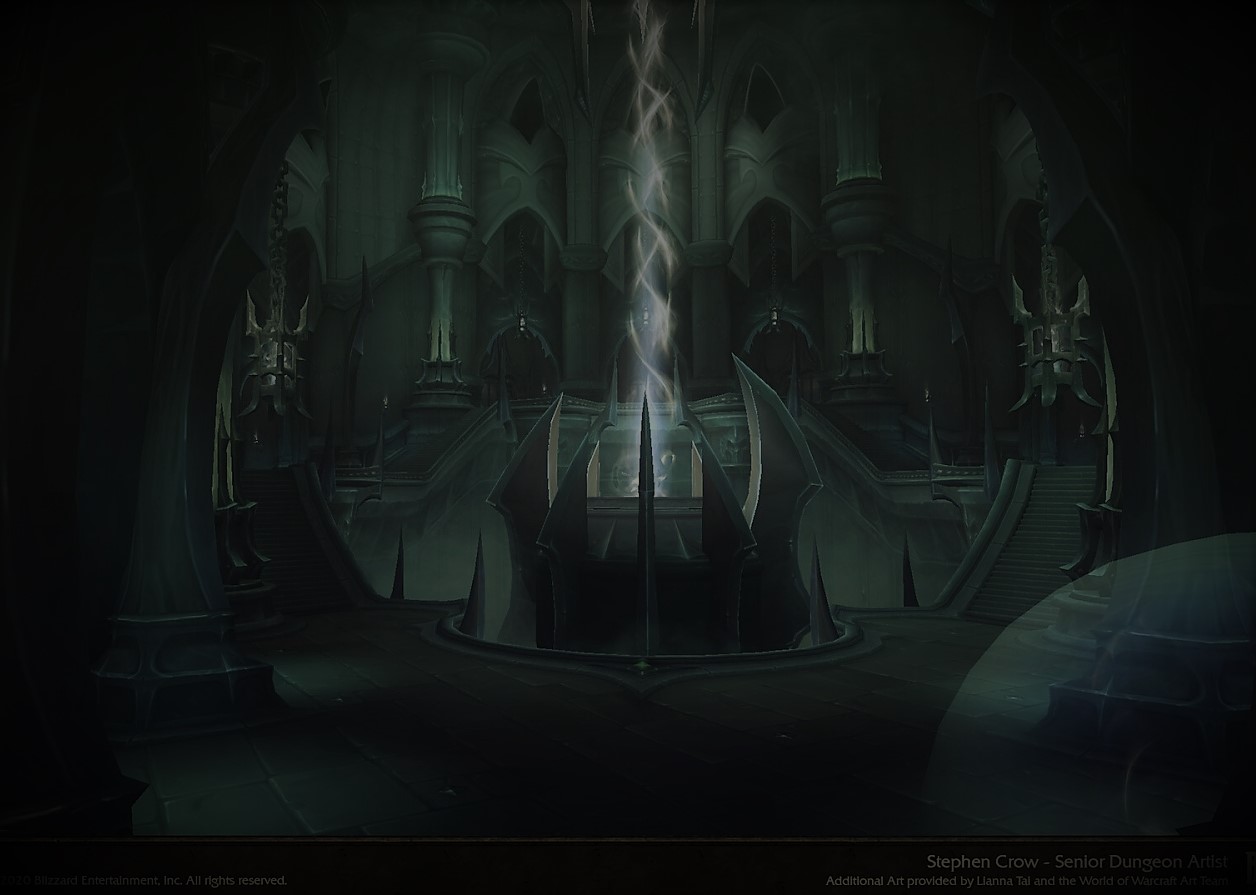 Stephen Crow - Senior Dungeon Artist
2020 Blizzard Entertainment, Inc. All rights reserved.
Additional Art provided by Lianna Tai and the World of Warcraft Art Team